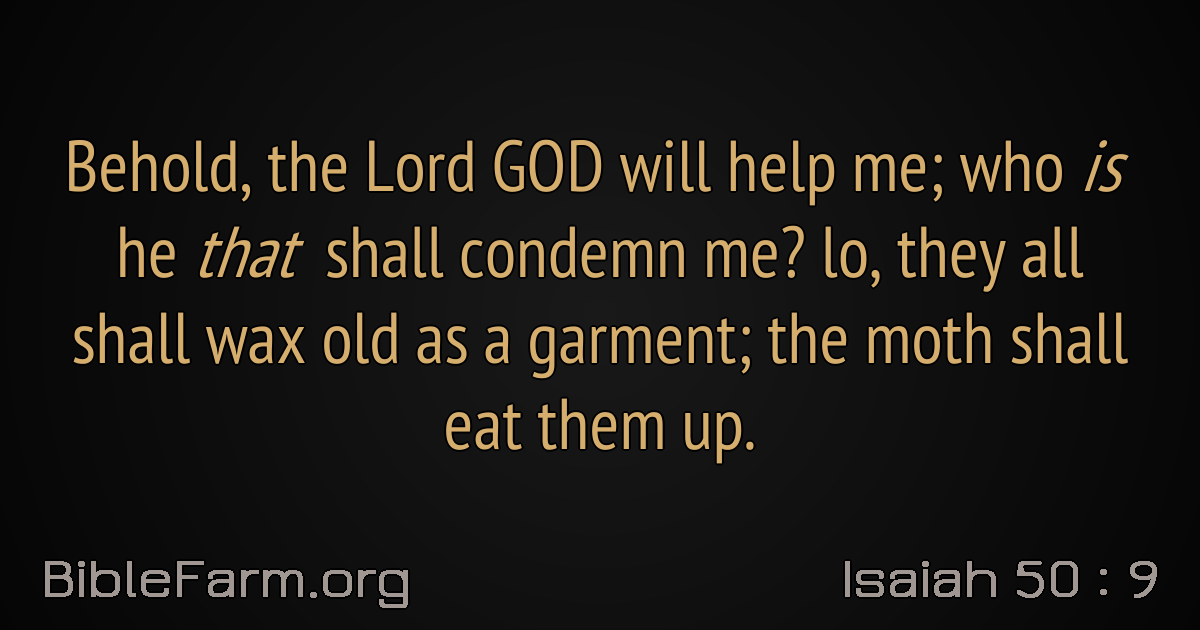 Behold, the Lord GOD will help me; who is
he that shall condemn me? lo, they all
shall wax old as a garment; the moth shall
eat them up.
BibleFarm.org
Isaiah 50 : 9